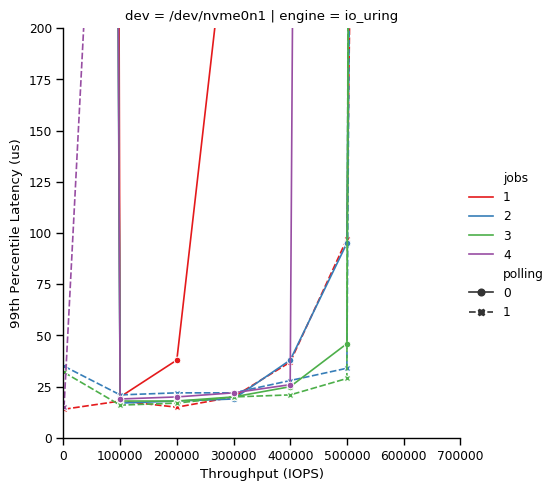 dev = /dev/nvme0n1 | engine = io_uring
200
175
150
125
100
75
50
25
0
99th Percentile Latency (us)
0 100000 200000 300000 400000 500000 600000 700000
Throughput (IOPS)
jobs
1
2
3
4
polling
0
1